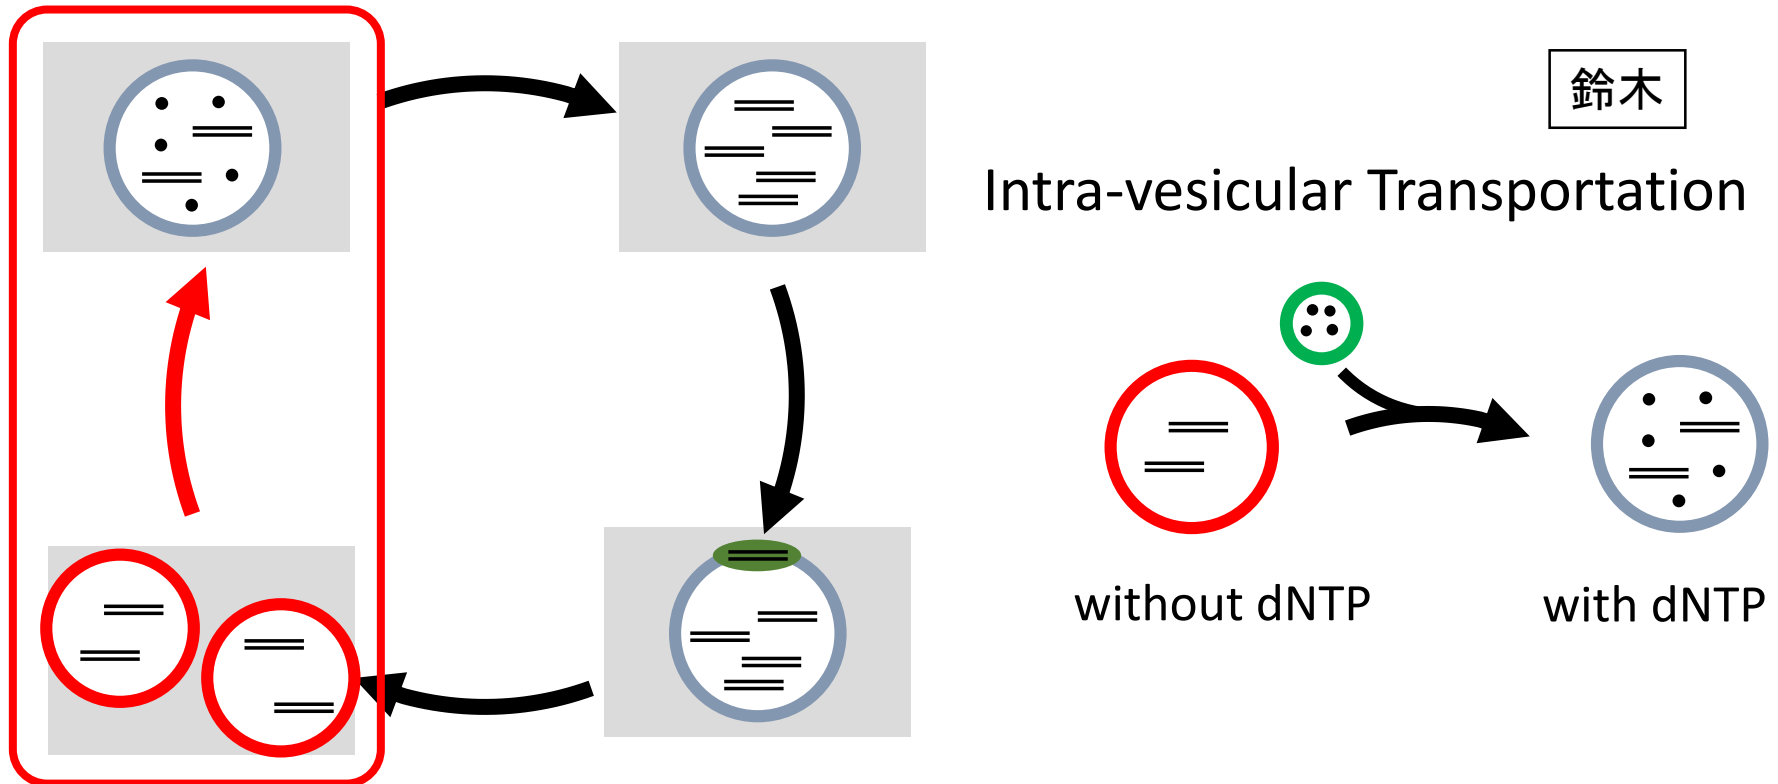 鈴木
Intra-vesicular Transportation
without dNTP
with dNTP